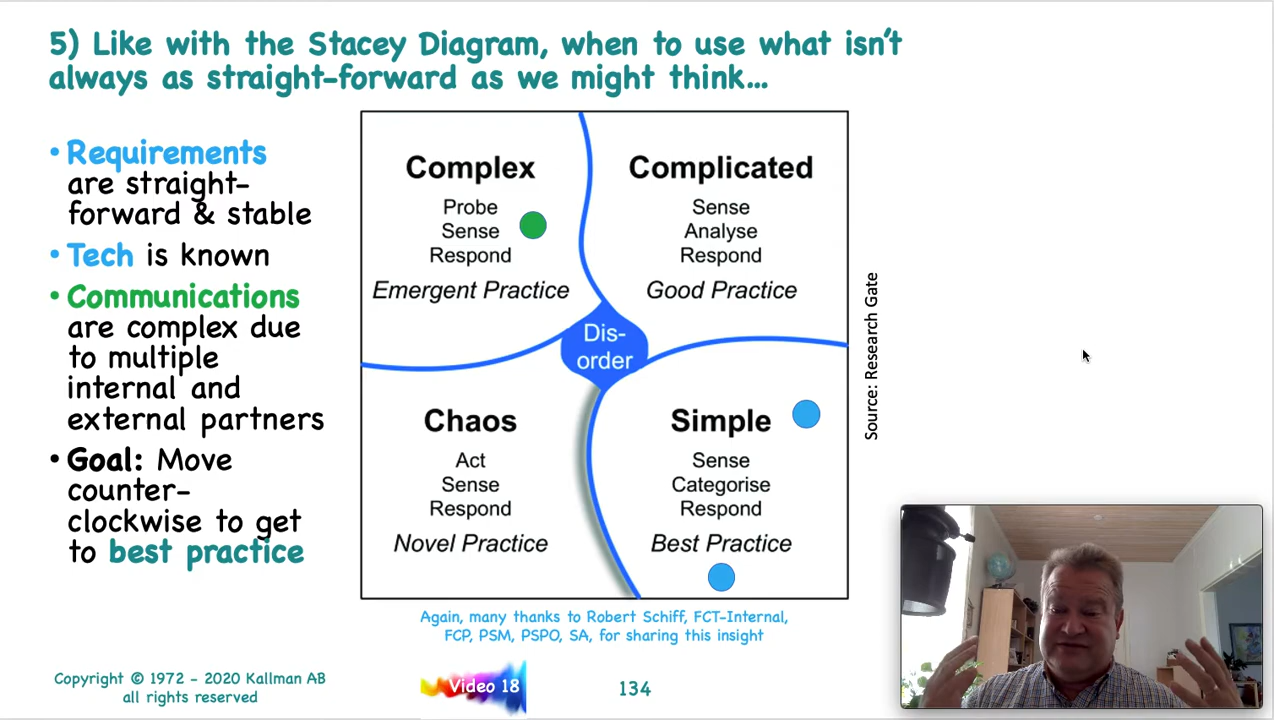 5) Like with the Stacey Diagram, when to use what isn't
always as straight-forward as we might think...
• Requirements
are straight-
forward & stable
• Tech is known
• Communications
are complex due
to multiple
internal and
external partners
• Goal: Move
counter-
clockwise to get
to best practice
Complex
Probe
Sense
Respond
Emergent Practice
Complicated
Sense
Analyse
Respond
Good Practice
Dis-
order
Chaos
Act
Sense
Respond
Novel Practice
Simple
Sense
Categorise
Respond
Best Practice
Source: Research Gate
Again, many thanks to Robert Schiff, FCT-Internal,
FCP, PSM, PSPO, SA, for sharing this insight
Copyright © 1972 - 2020 Kallman AB
all rights reserved
Video 18
134